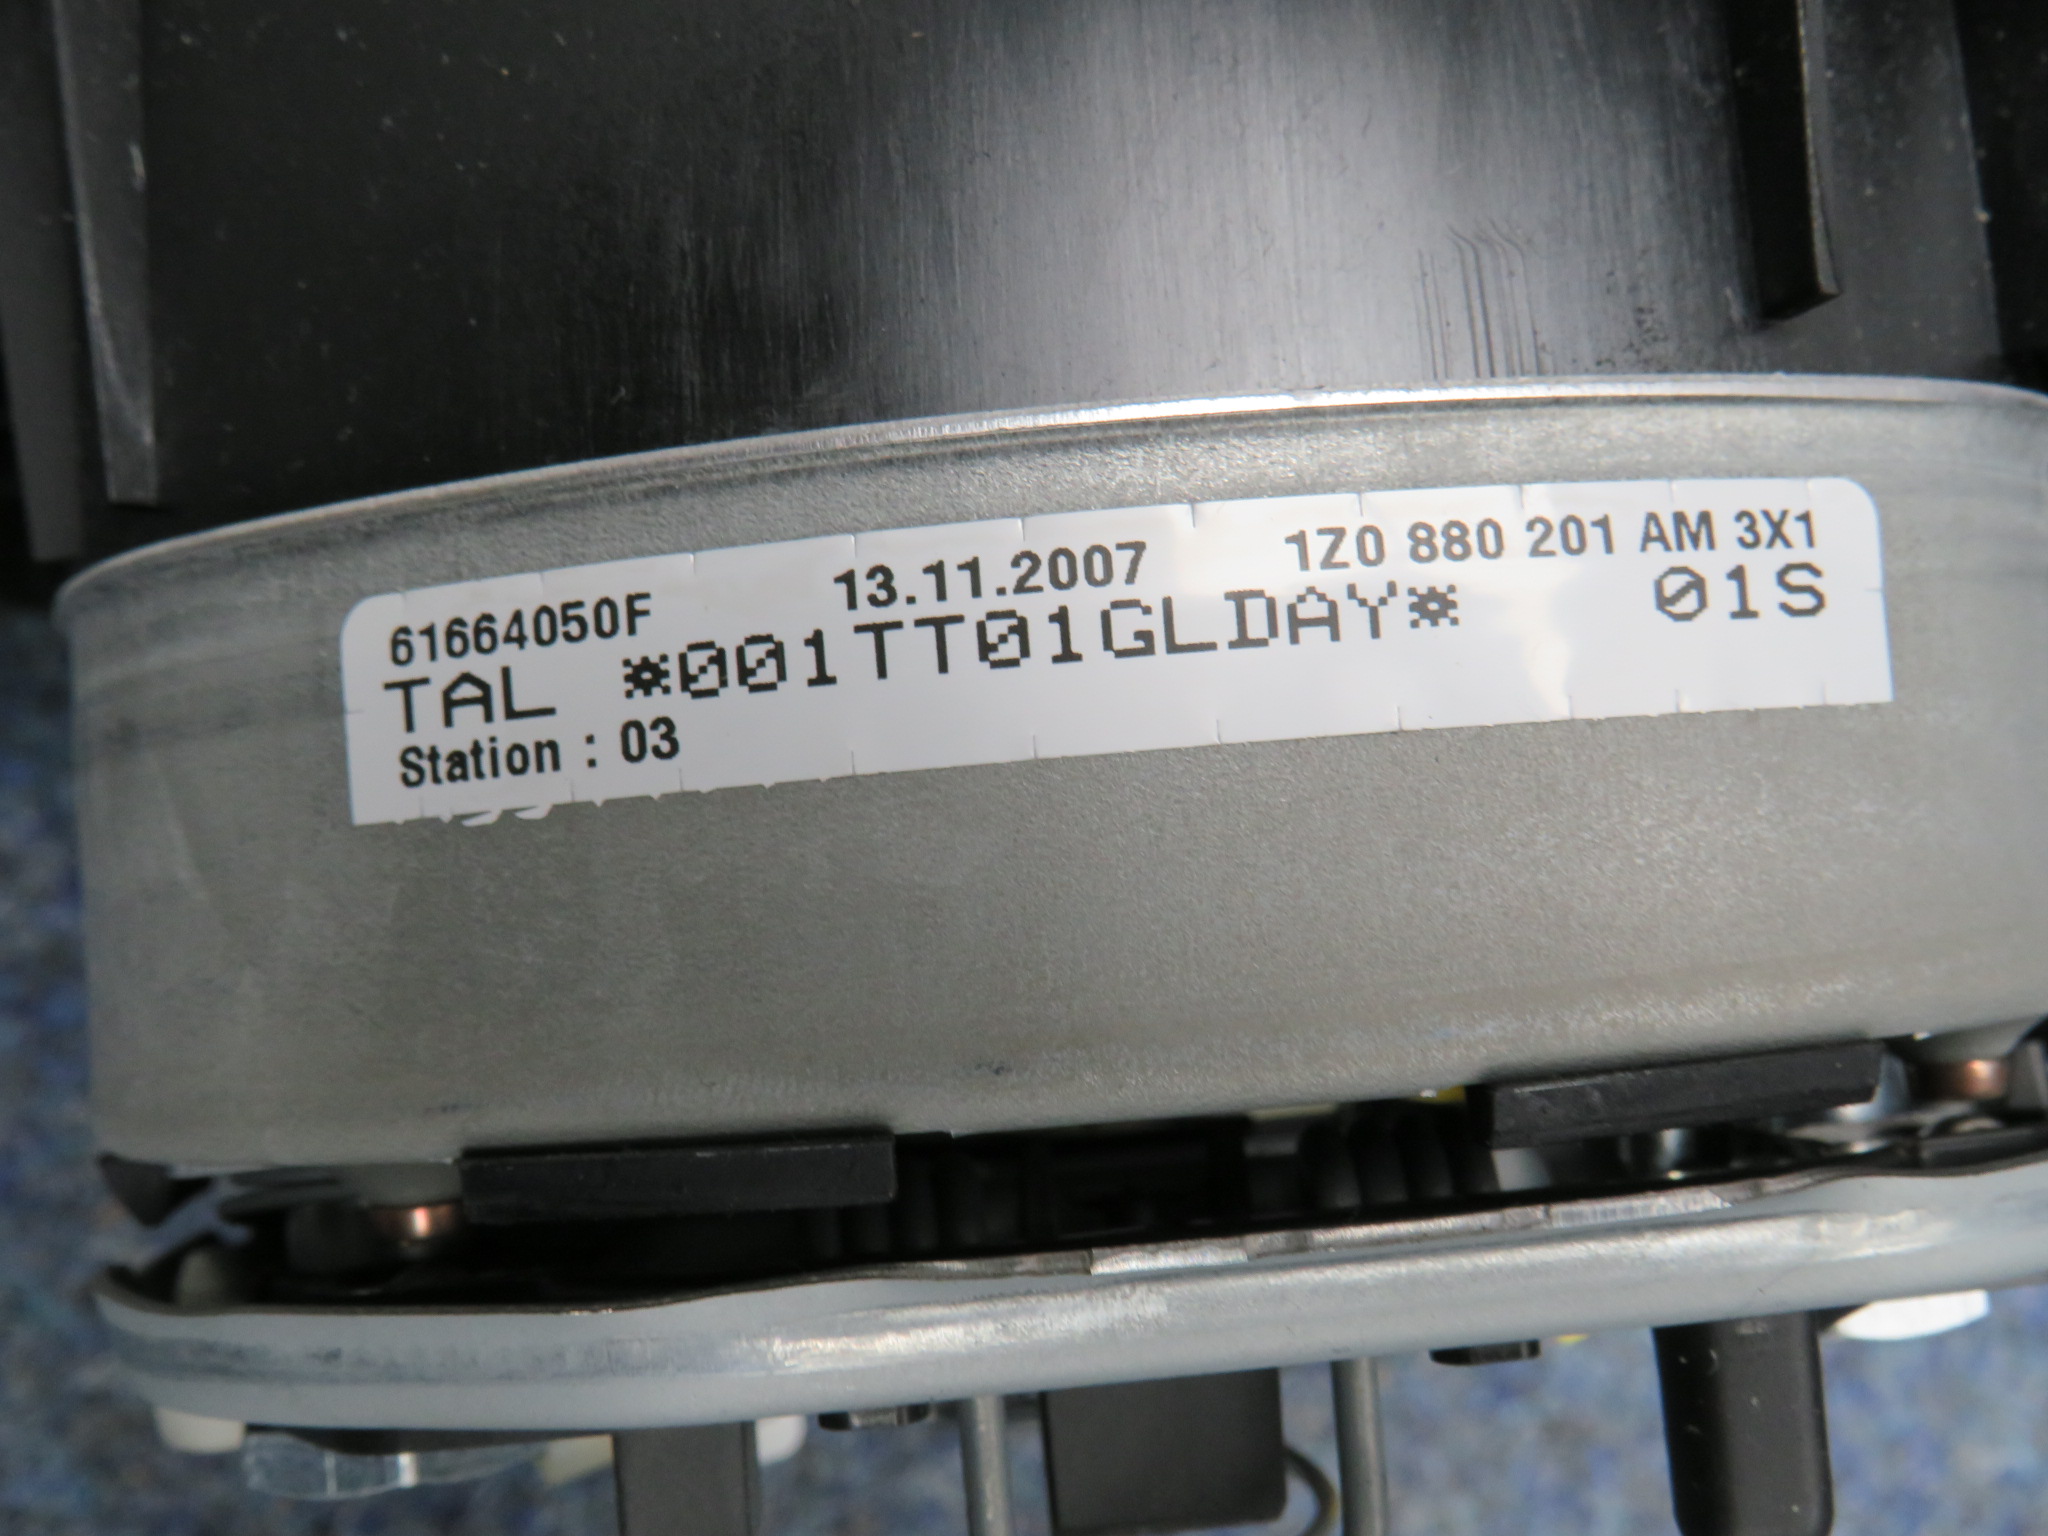 61664050F 13.11.2007 1Z0 880 201 AM 3X1
TAL *001TT01GLDAY* 01S
Station : 03